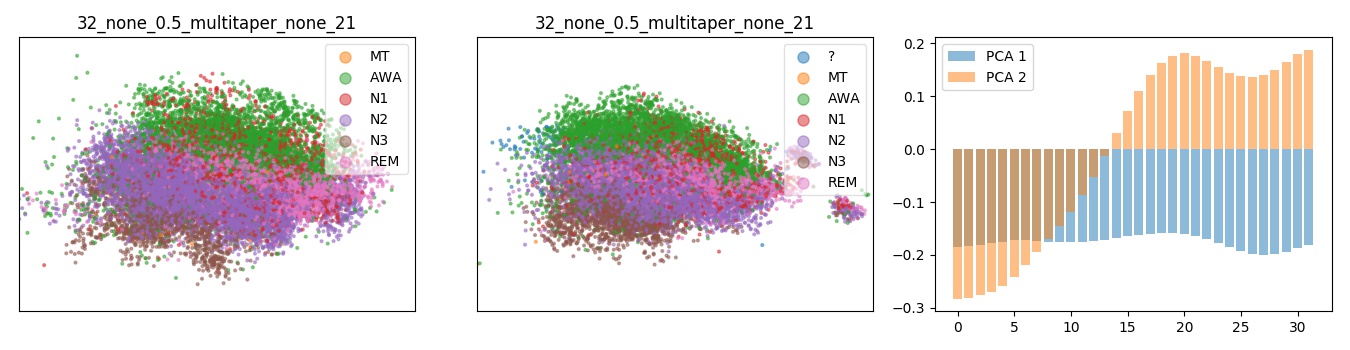 32_none_0.5_multitaper_none_21
MT
AWA
N1
N2
N3
REM
32_none_0.5_multitaper_none_21
?
MT
AWA
N1
N2
N3
REM
PCA 1
PCA 2
0.2
0.1
0.0
−0.1
−0.2
−0.3
0 5 10 15 20 25 30